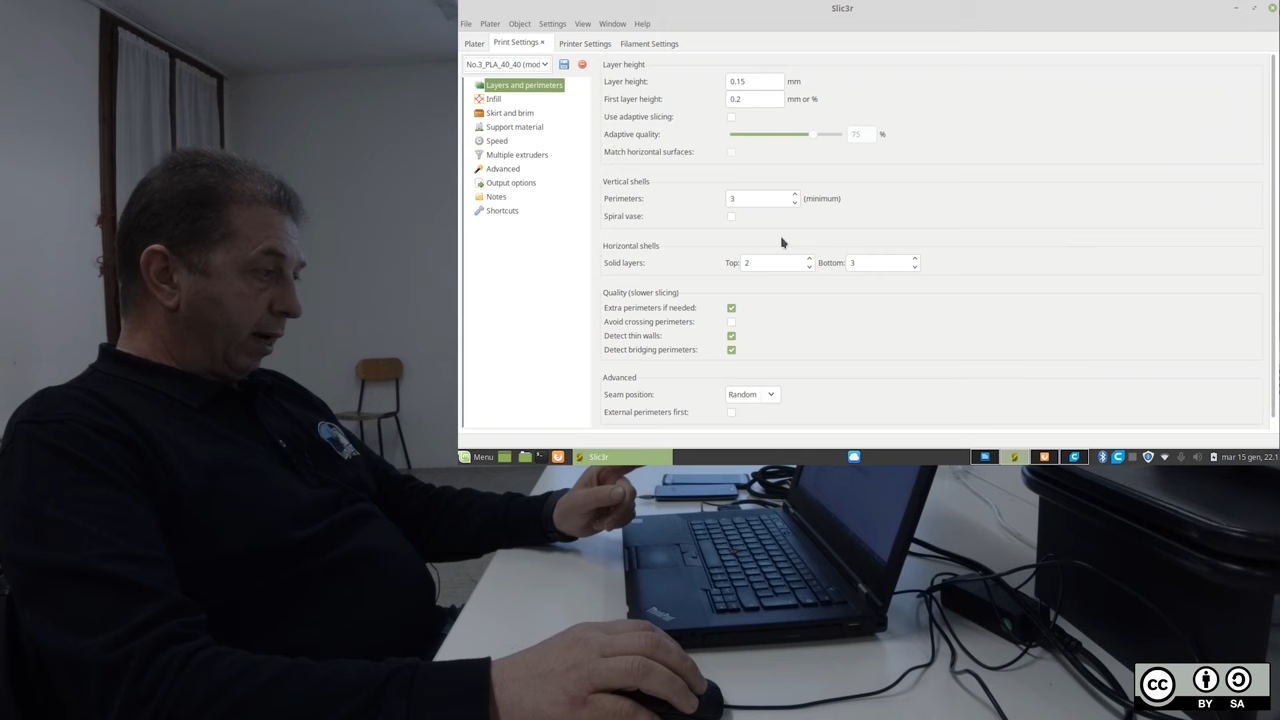 Slic3r
File Plater Object Settings View Window Help
Plater Print Settings × Printer Settings Filament Settings
No.3_PLA_40_40 (mod
Layers and perimeters
Infill
Skirt and brim
Support material
Speed
Multiple extruders
Advanced
Output options
Notes
Shortcuts
Layer height
Layer height: 0.15 mm
First layer height: 0.2 mm or %
Use adaptive slicing:
Adaptive quality: 75 %
Match horizontal surfaces:
Vertical shells
Perimeters: 3 (minimum)
Spiral vase:
Horizontal shells
Solid layers: Top: 2 Bottom: 3
Quality (slower slicing)
Extra perimeters if needed:
Avoid crossing perimeters:
Detect thin walls:
Detect bridging perimeters:
Advanced
Seam position: Random
External perimeters first:
Menu Slic3r mar 15 gen, 22.1
ThinkPad
CC BY SA